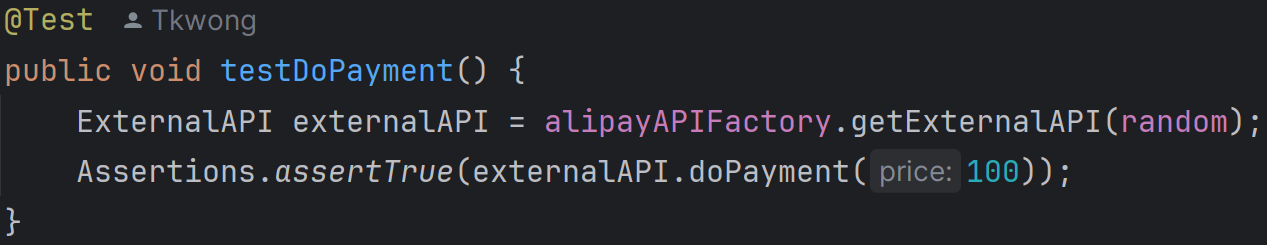 @Test Tkwong
public void testDoPayment() {
ExternalAPI externalAPI = alipayAPIFactory.getExternalAPI(random);
Assertions.assertTrue(externalAPI.doPayment( price: 100));
}